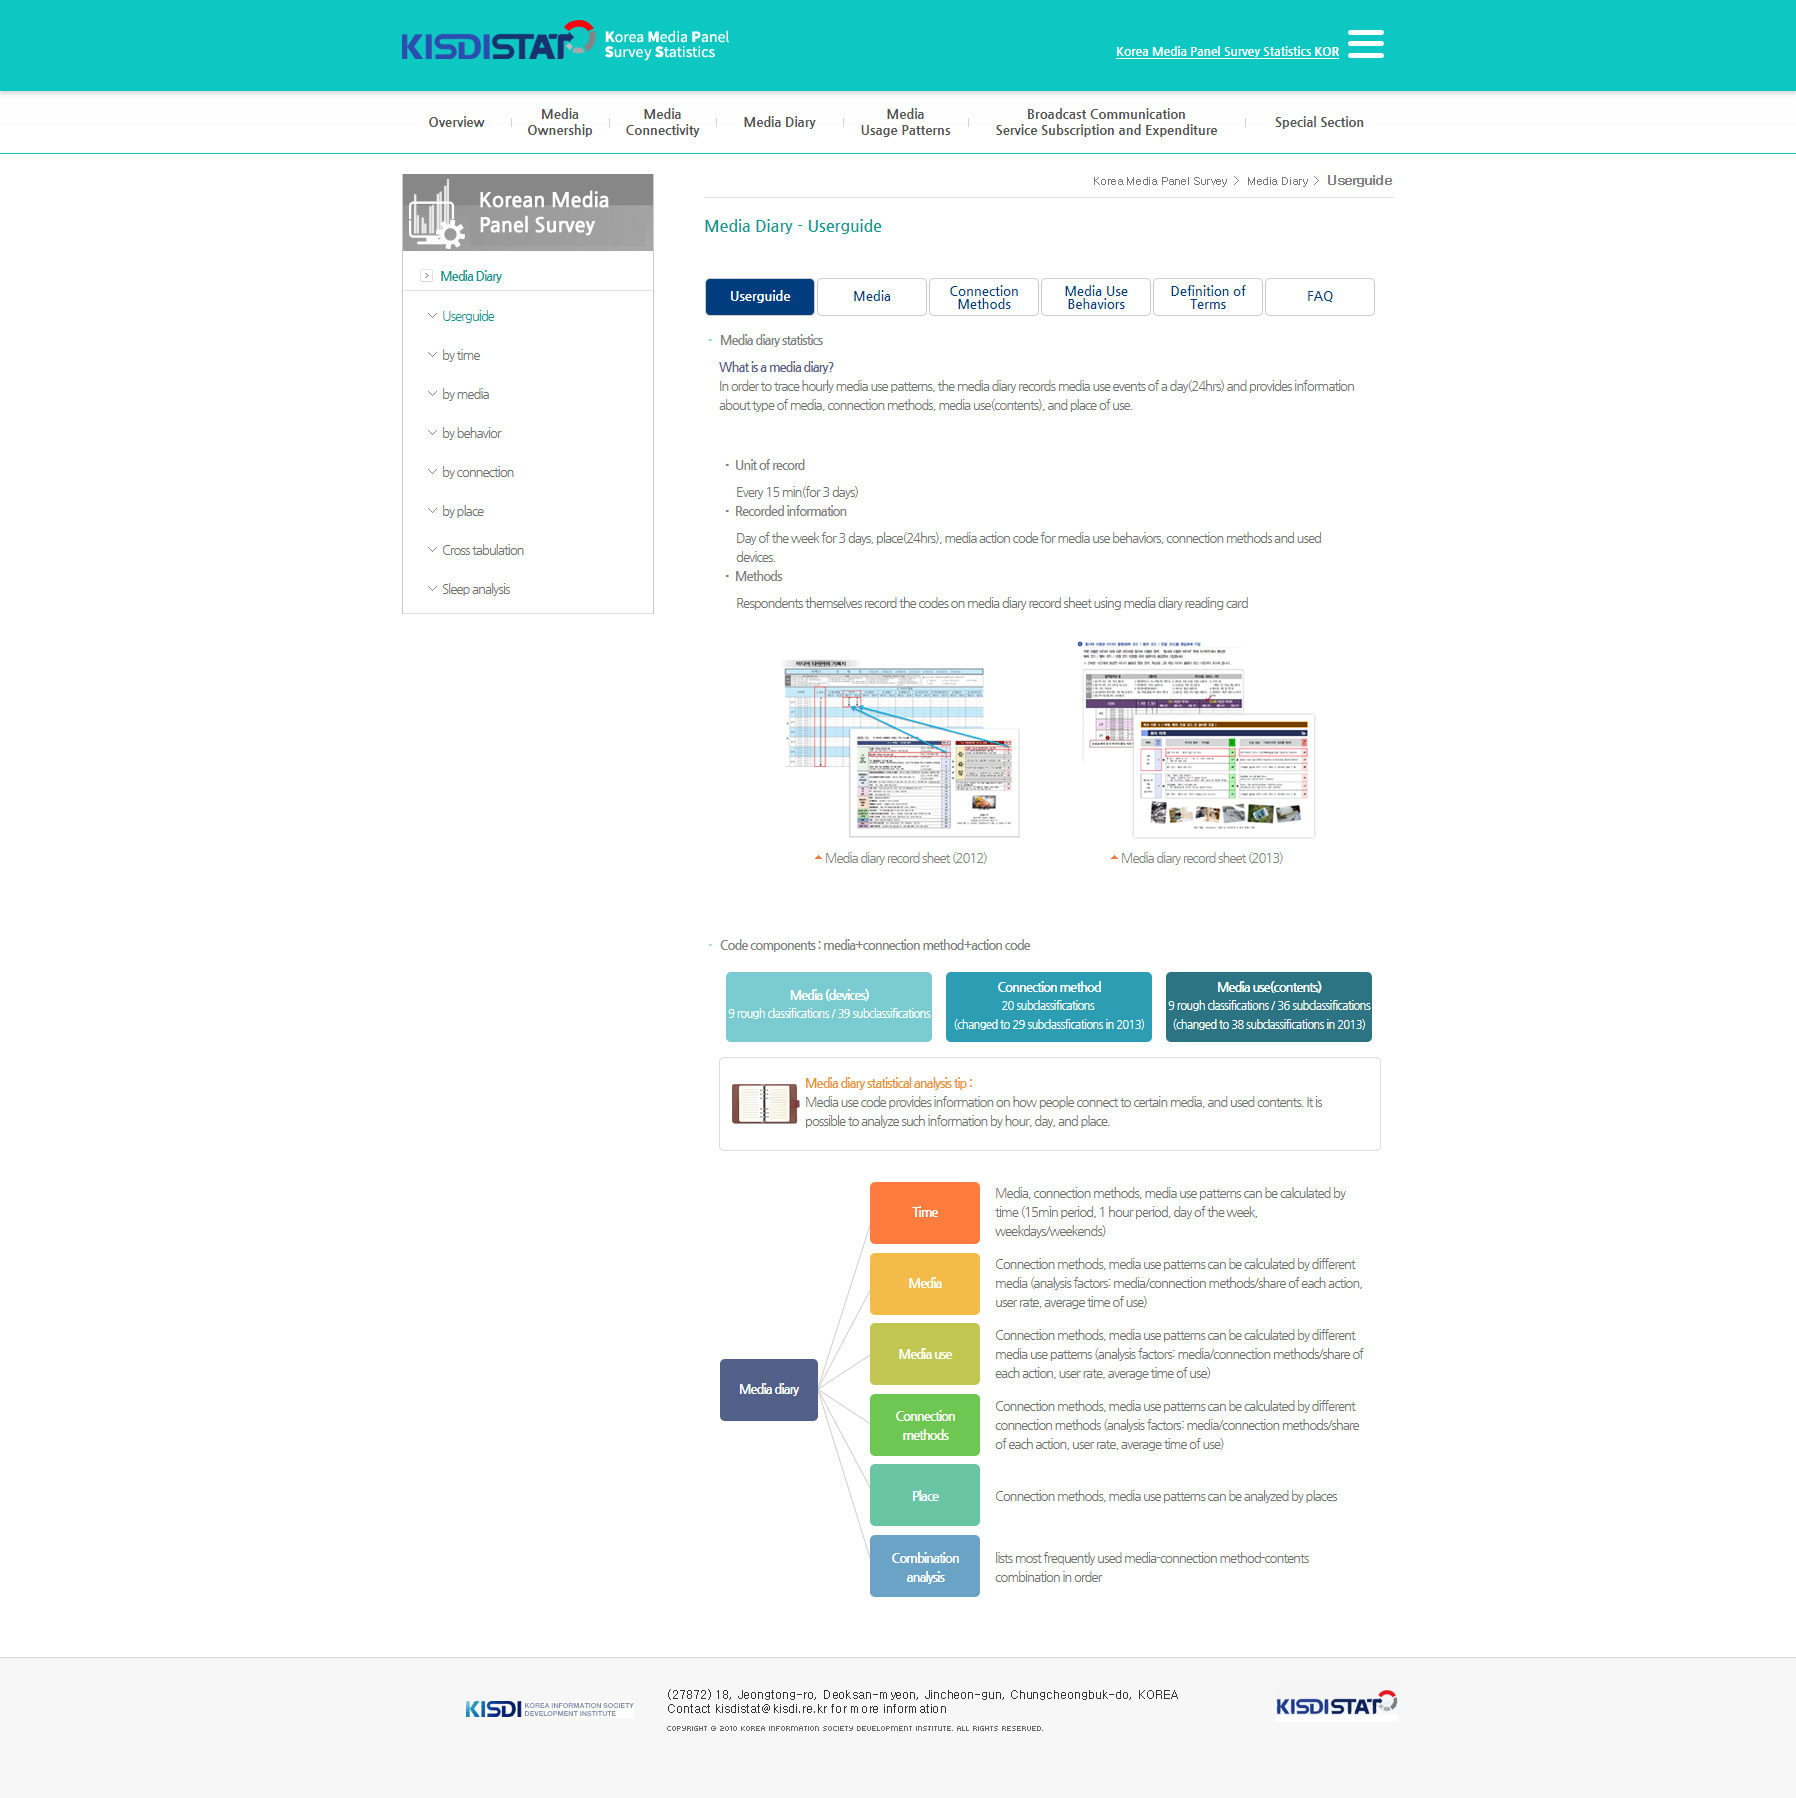 KISDISTAT Korea Media Panel
Survey Statistics
Korea Media Panel Survey Statistics KOR
Overview
Media
Ownership
Media
Connectivity
Media Diary
Media
Usage Patterns
Broadcast Communication
Service Subscription and Expenditure
Special Section
Korean Media
Panel Survey
Media Diary
Userguide
by time
by media
by behavior
by connection
by place
Cross tabulation
Sleep analysis
Korea Media Panel Survey > Media Diary > Userguide
Media Diary - Userguide
Userguide
Media
Connection
Methods
Media Use
Behaviors
Definition of
Terms
FAQ
- Media diary statistics
What is a media diary?
In order to trace hourly media use patterns, the media diary records media use events of a day(24hrs) and provides information
about type of media, connection methods, media use(contents), and place of use.
· Unit of record
Every 15 min(for 3 days)
· Recorded information
Day of the week for 3 days, place(24hrs), media action code for media use behaviors, connection methods and used
devices.
· Methods
Respondents themselves record the codes on media diary record sheet using media diary reading card
Media diary record sheet (2012)
Media diary record sheet (2013)
- Code components : media+connection method+action code
Media (devices)
9 rough classifications / 39 subclassifications
Connection method
20 subclassifications
(changed to 29 subclassfications in 2013)
Media use(contents)
9 rough classifications / 36 subclassifications
(changed to 38 subclassifications in 2013)
Media diary statistical analysis tip :
Media use code provides information on how people connect to certain media, and used contents. It is
possible to analyze such information by hour, day, and place.
Media diary
Time
Media, connection methods, media use patterns can be calculated by
time (15min period, 1 hour period, day of the week,
weekdays/weekends)
Media
Connection methods, media use patterns can be calculated by different
media (analysis factors: media/connection methods/share of each action,
user rate, average time of use)
Media use
Connection methods, media use patterns can be calculated by different
media use patterns (analysis factors: media/connection methods/share of
each action, user rate, average time of use)
Connection
methods
Connection methods, media use patterns can be calculated by different
connection methods (analysis factors: media/connection methods/share
of each action, user rate, average time of use)
Place
Connection methods, media use patterns can be analyzed by places
Combination
analysis
lists most frequently used media-connection method-contents
combination in order
KISDI KOREA INFORMATION SOCIETY
DEVELOPMENT INSTITUTE
(27872) 18, Jeongtong-ro, Deoksan-myeon, Jincheon-gun, Chungcheongbuk-do, KOREA
Contact kisdistat@kisdi.re.kr for more information
COPYRIGHT © 2010 KOREA INFORMATION SOCIETY DEVELOPMENT INSTITUTE. ALL RIGHTS RESERVED.
KISDISTAT